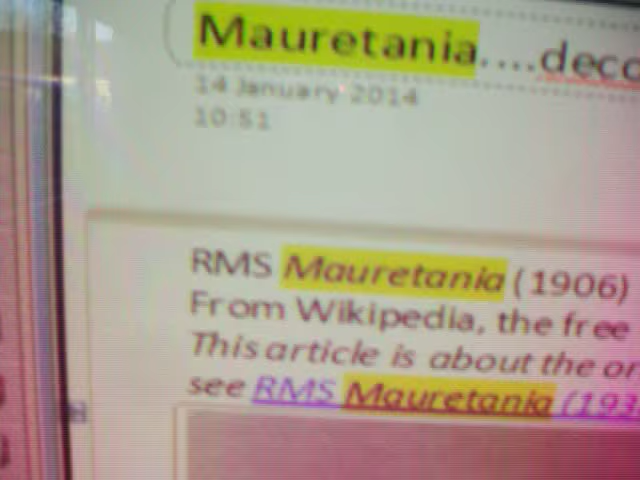 Mauretania....deco
14 January 2014
10:51
RMS Mauretania (1906)
From Wikipedia, the free
This article is about the or
see RMS Mauretania (193